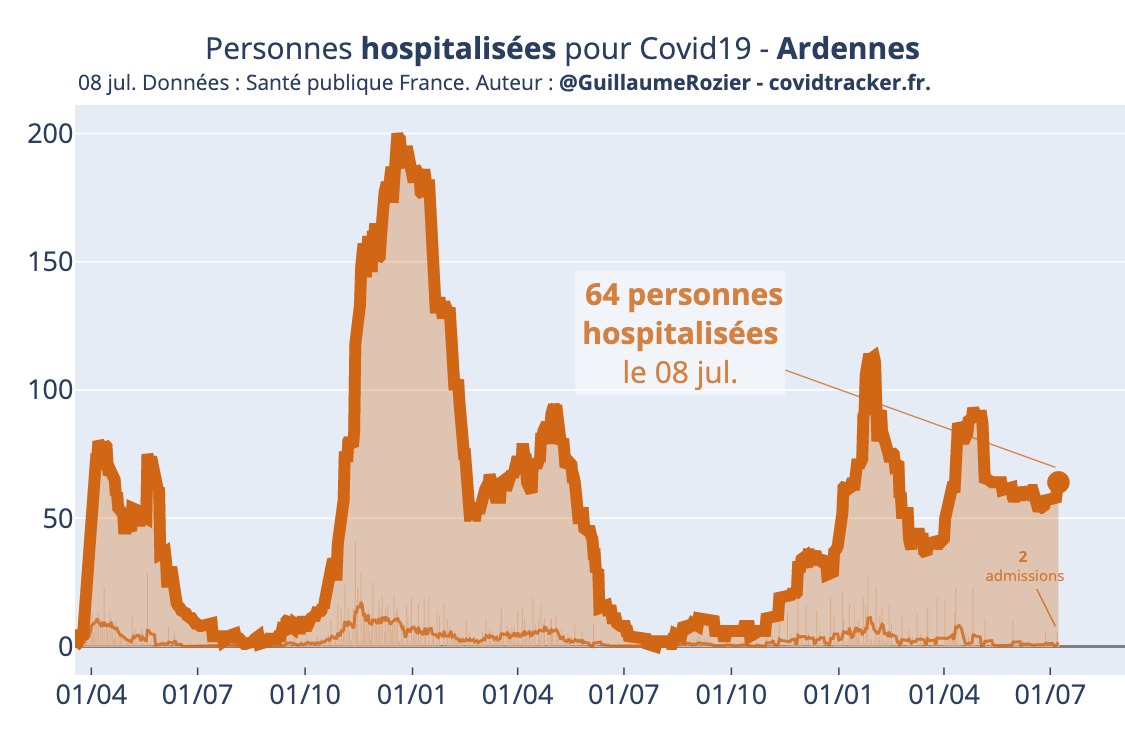 Personnes hospitalisées pour Covid19 - Ardennes
08 jul. Données : Santé publique France. Auteur : @GuillaumeRozier - covidtracker.fr.
200
150
64 personnes
hospitalisées
le 08 jul.
100
50
2
admissions
0
01/04 01/07 01/10 01/01 01/04 01/07 01/10 01/01 01/04 01/07